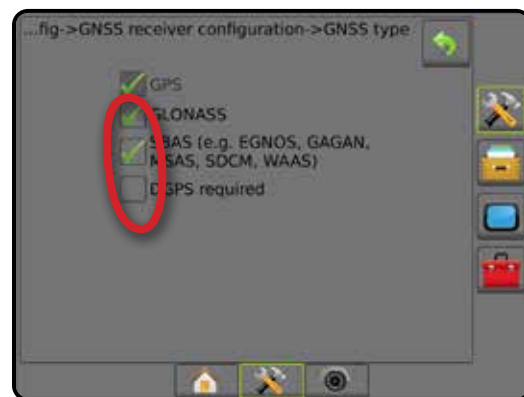 ...fig->GNSS receiver configuration->GNSS type
GPS
GLONASS
SBAS (e.g. EGNOS, GAGAN,
MSAS, SDCM, WAAS)
DGPS required